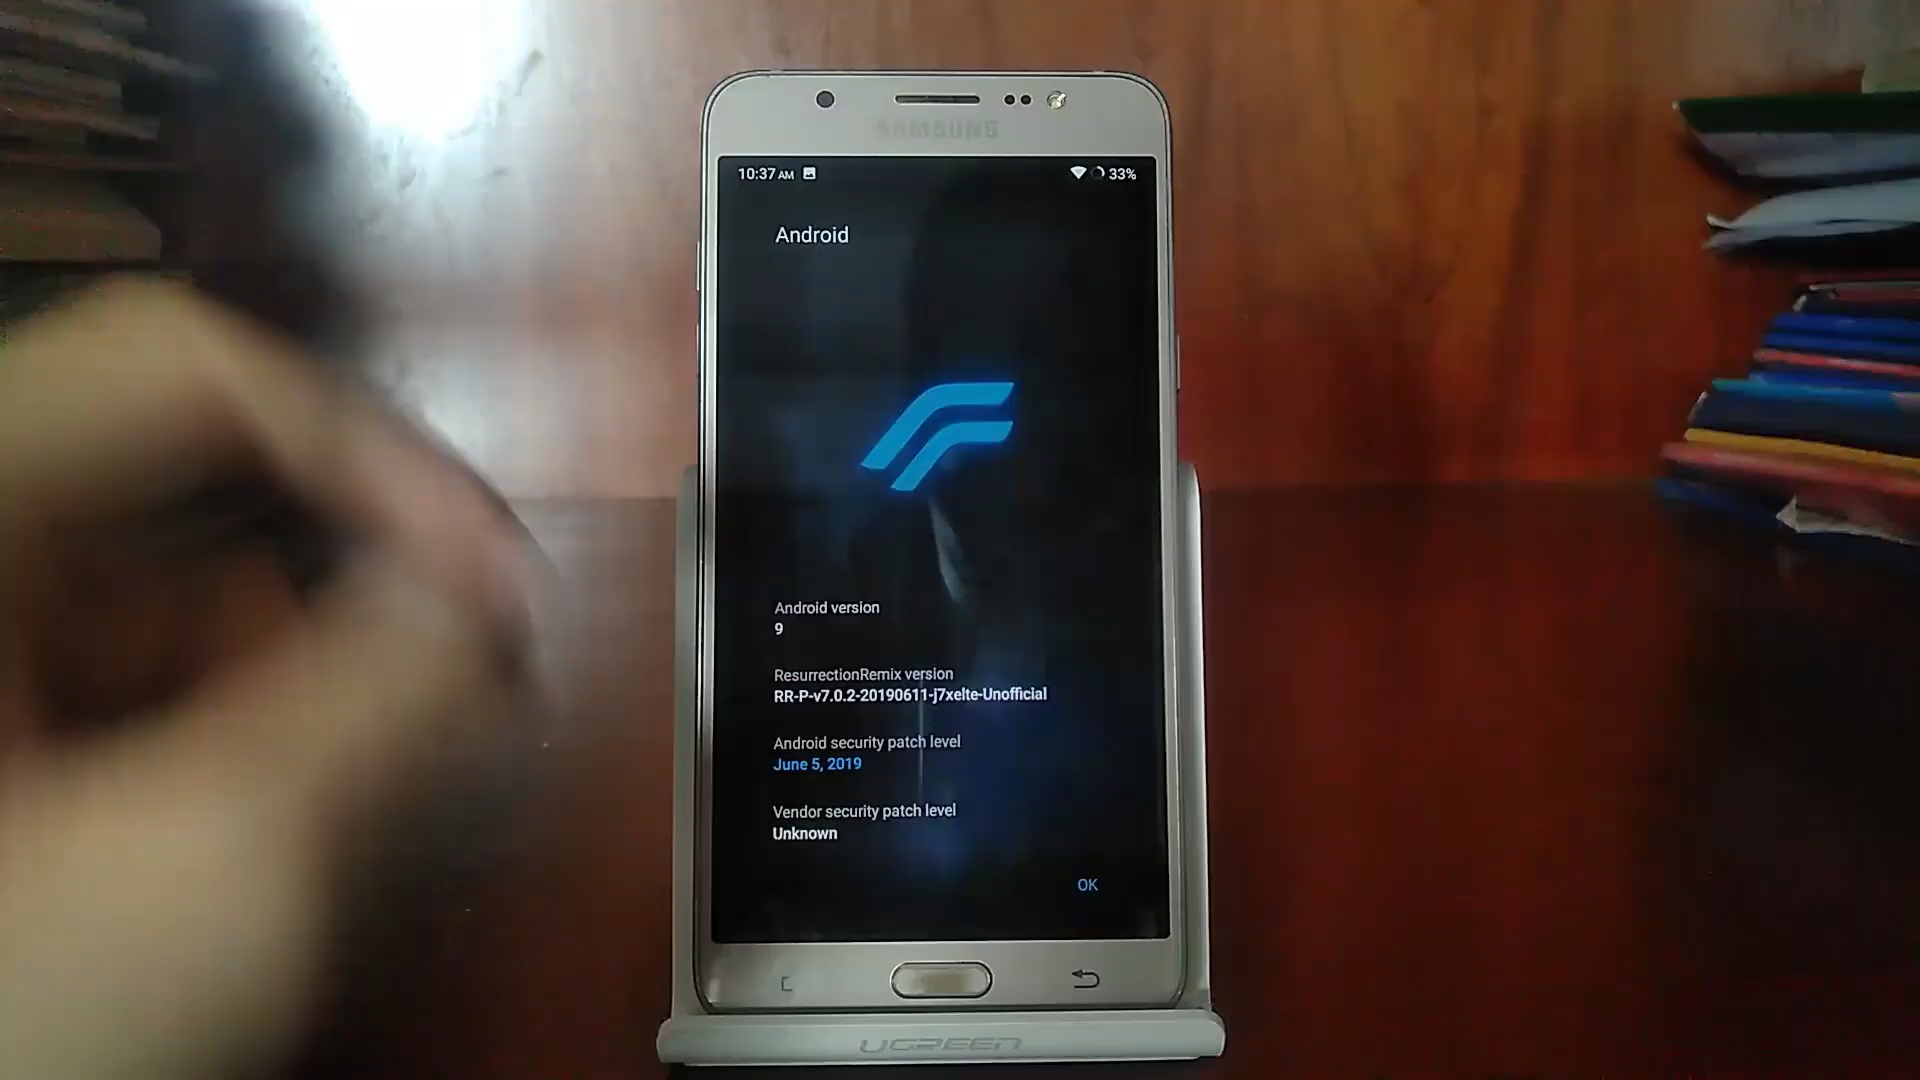 SAMSUNG
10:37 AM 33%
Android
Android version
9
ResurrectionRemix version
RR-P-v7.0.2-20190611-j7xelte-Unofficial
Android security patch level
June 5, 2019
Vendor security patch level
Unknown
OK
UGREEN